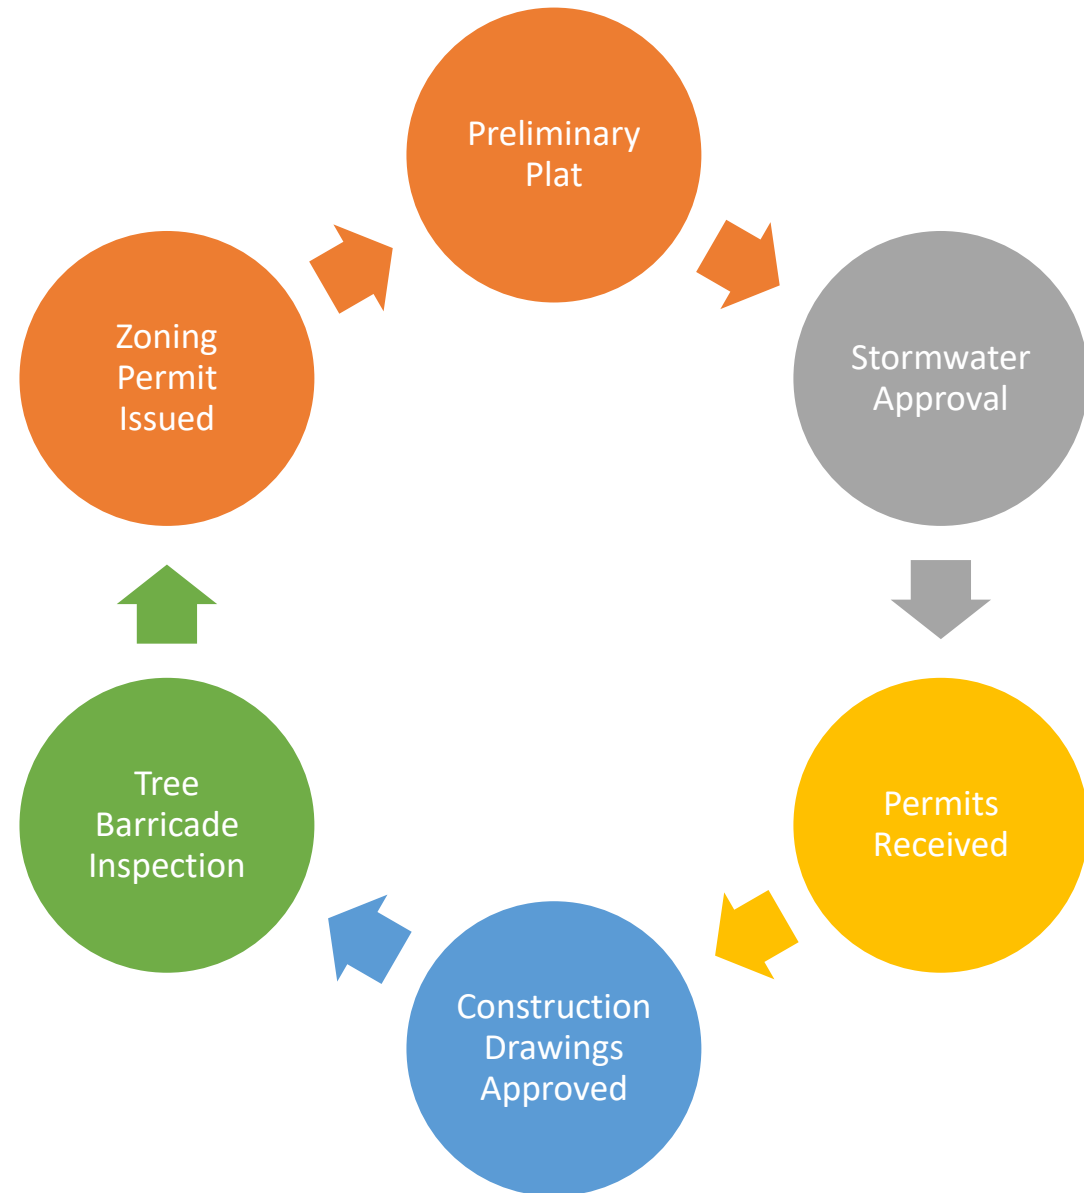 Preliminary
Plat
Stormwater
Approval
Permits
Received
Construction
Drawings
Approved
Tree
Barricade
Inspection
Zoning
Permit
Issued